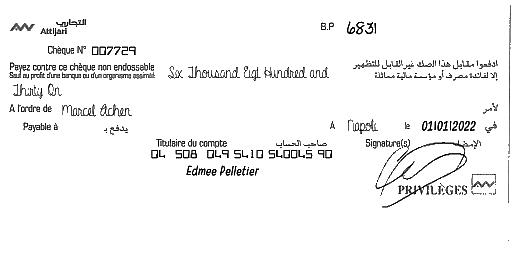 التجاري
Attijari
B.P 6831
Chèque N° 007729
Payez contre ce chèque non endossable
Seuf au profit d'une banque ou d'un organisme assimilé
Six Thousand Eigt Hundred and
ادفعوا مقابل هذا الصك غير القابل للتظهير
إلا لفائدة مصرف أو مؤسسة مالية مماثلة
Thirty On
A l'ordre de Marcel Acher
لأمر
Payable à يدفع بـ
A Napoli le 01/01/2022 في
Titulaire du compte صاحب الحساب
Signature(s) الإمضاء
04 508 049 5410 540045 90
Edmee Pelletier
PRIVILÈGES